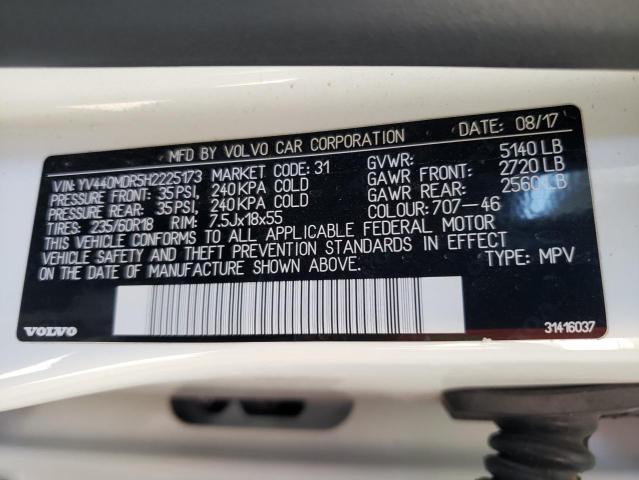 MFD BY VOLVO CAR CORPORATION DATE: 08/17
VIN: YV440MDR5H2225173 MARKET CODE: 31 GVWR: 5140 LB
PRESSURE FRONT: 35 PSI, 240 KPA COLD GAWR FRONT: 2720 LB
PRESSURE REAR: 35 PSI, 240 KPA COLD GAWR REAR: 2560 LB
TIRES: 235/60R18 RIM: 7.5Jx18x55 COLOUR: 707-46
THIS VEHICLE CONFORMS TO ALL APPLICABLE FEDERAL MOTOR
VEHICLE SAFETY AND THEFT PREVENTION STANDARDS IN EFFECT
ON THE DATE OF MANUFACTURE SHOWN ABOVE. TYPE: MPV
VOLVO 31416037